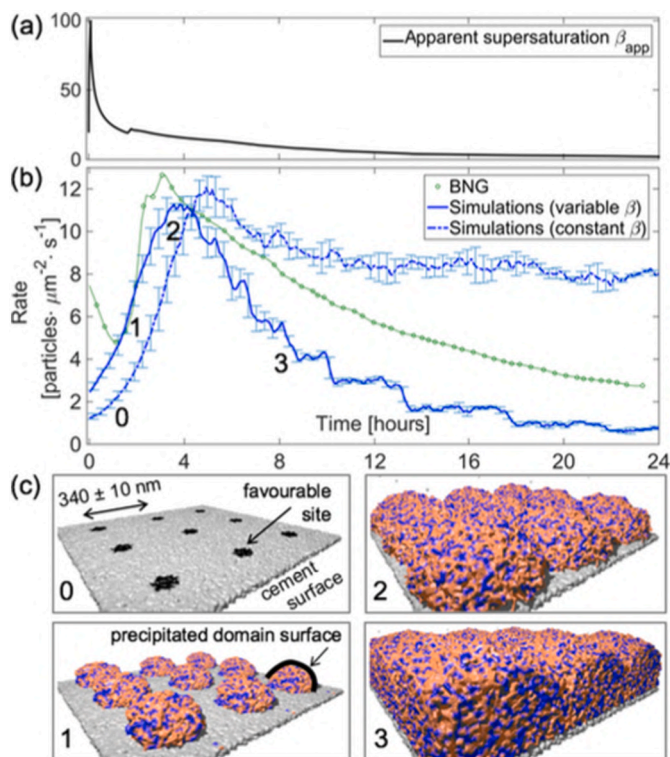 (a)
100
50
0
Apparent supersaturation βapp
(b)
12
10
8
6
4
2
0
Rate
[particles· μm-2· s-1]
BNG
Simulations (variable β)
Simulations (constant β)
0
1
2
3
Time [hours]
0 4 8 12 16 20 24
(c)
340 ± 10 nm
favourable
site
cement surface
0
2
precipitated domain surface
1
3